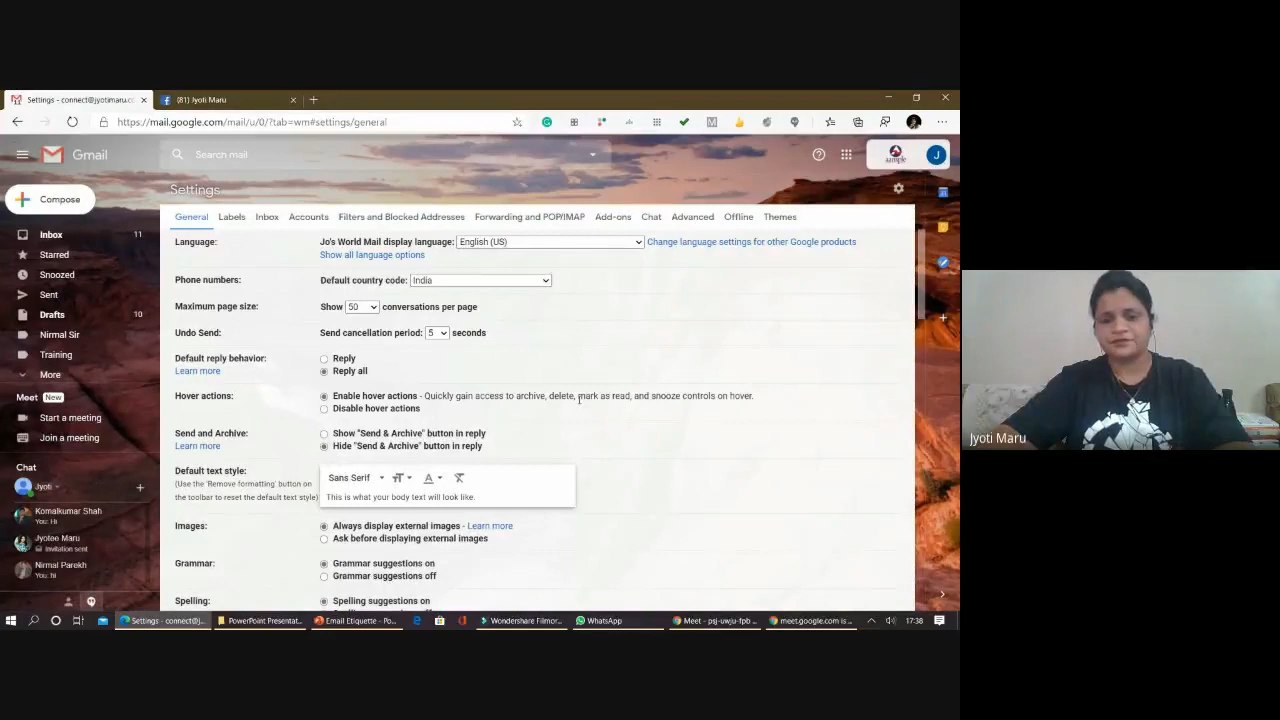 Settings - connect@jyotimaru.co
(81) Jyoti Maru
https://mail.google.com/mail/u/0/?tab=wm#settings/general
Gmail
Search mail
Settings
Compose
Inbox 11
Starred
Snoozed
Sent
Drafts 10
Nirmal Sir
Training
More
Meet New
Start a meeting
Join a meeting
Chat
Jyoti
Komalkumar Shah
You: Hi
Jyotee Maru
Invitation sent
Nirmal Parekh
You: hi
General Labels Inbox Accounts Filters and Blocked Addresses Forwarding and POP/IMAP Add-ons Chat Advanced Offline Themes
Language: Jo's World Mail display language: English (US) Change language settings for other Google products
Show all language options
Phone numbers: Default country code: India
Maximum page size: Show 50 conversations per page
Undo Send: Send cancellation period: 5 seconds
Default reply behavior: Reply
Learn more Reply all
Hover actions: Enable hover actions - Quickly gain access to archive, delete, mark as read, and snooze controls on hover.
Disable hover actions
Send and Archive: Show "Send & Archive" button in reply
Learn more Hide "Send & Archive" button in reply
Default text style: Sans Serif
(Use the 'Remove formatting' button on
the toolbar to reset the default text style) This is what your body text will look like.
Images: Always display external images - Learn more
Ask before displaying external images
Grammar: Grammar suggestions on
Grammar suggestions off
Spelling: Spelling suggestions on
J
Jyoti Maru
Settings - connect@j...
PowerPoint Presentat...
Email Etiquette - Po...
Wondershare Filmor...
WhatsApp
Meet - psj-uwju-fpb
meet.google.com is ...
17:38